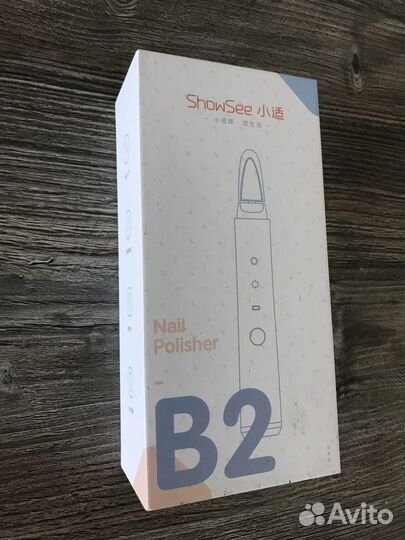 ShowSee 小适
Nail
Polisher
B2
Avito